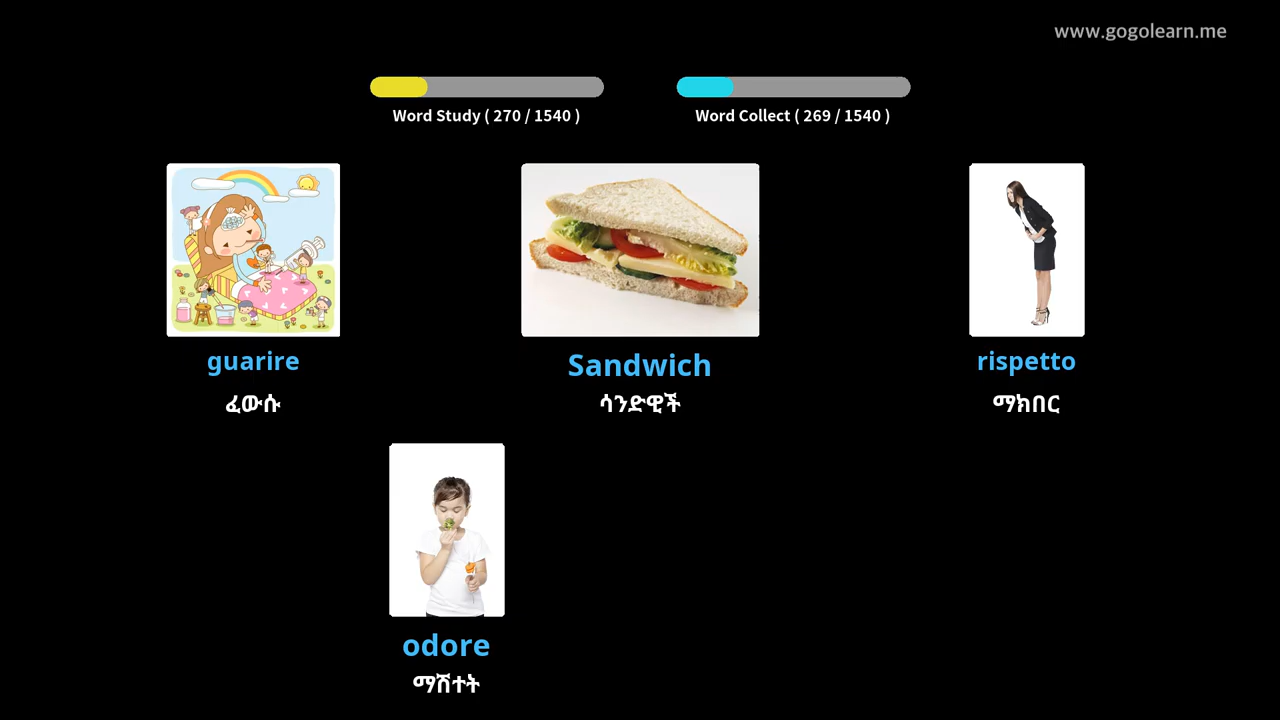 www.gogolearn.me
Word Study ( 270 / 1540 )
Word Collect ( 269 / 1540 )
guarire
ፈውሱ
Sandwich
ሳንድዊች
rispetto
ማክበር
odore
ማሽተት